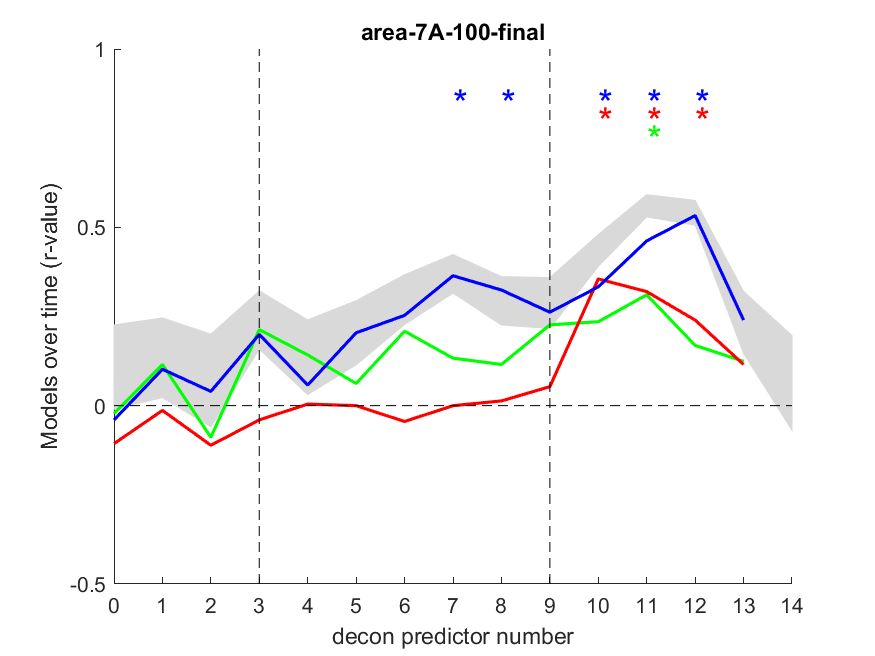 area-7A-100-final
1
* * * * *
* * *
*
0.5
0
-0.5
Models over time (r-value)
0 1 2 3 4 5 6 7 8 9 10 11 12 13 14
decon predictor number